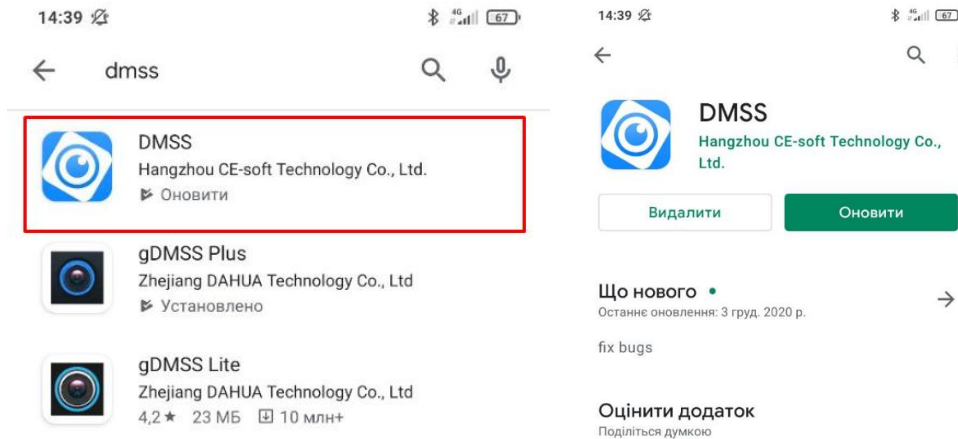 14:39
4G
67
dmss
DMSS
Hangzhou CE-soft Technology Co., Ltd.
Оновити
gDMSS Plus
Zhejiang DAHUA Technology Co., Ltd
Установлено
gDMSS Lite
Zhejiang DAHUA Technology Co., Ltd
4,2★ 23 МБ 10 млн+
14:39
4G
67
DMSS
Hangzhou CE-soft Technology Co.,
Ltd.
Видалити
Оновити
Що нового
Останнє оновлення: 3 груд. 2020 р.
fix bugs
Оцінити додаток
Поділіться думкою